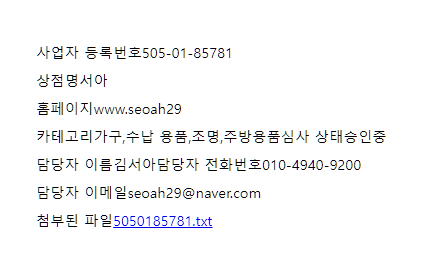 사업자 등록번호505-01-85781
상점명서아
홈페이지www.seoah29
카테고리가구,수납 용품,조명,주방용품심사 상태승인중
담당자 이름김서아담당자 전화번호010-4940-9200
담당자 이메일seoah29@naver.com
첨부된 파일5050185781.txt